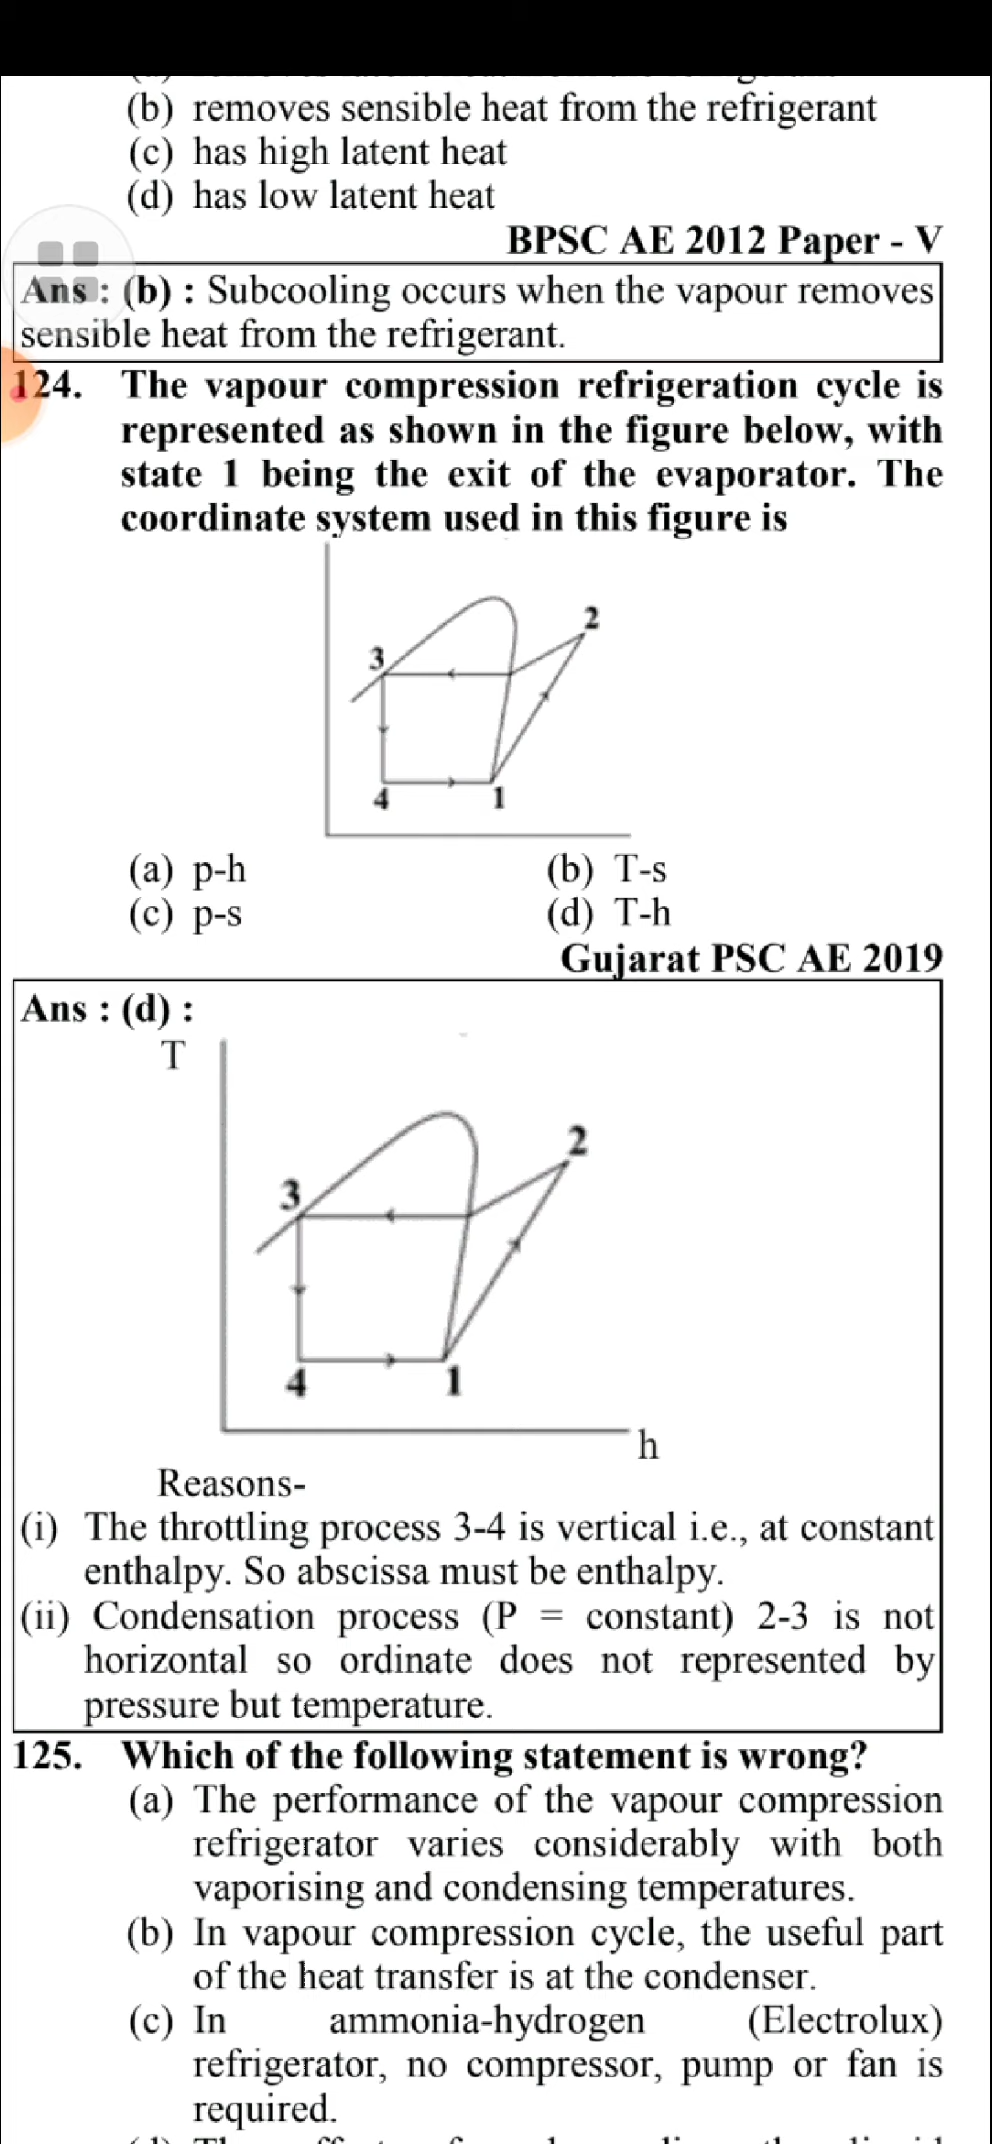 (b) removes sensible heat from the refrigerant
(c) has high latent heat
(d) has low latent heat
BPSC AE 2012 Paper - V
Ans : (b) : Subcooling occurs when the vapour removes
sensible heat from the refrigerant.
124. The vapour compression refrigeration cycle is
represented as shown in the figure below, with
state 1 being the exit of the evaporator. The
coordinate system used in this figure is
2
3
4
1
(a) p-h (b) T-s
(c) p-s (d) T-h
Gujarat PSC AE 2019
Ans : (d) :
T
2
3
4
1
h
Reasons-
(i) The throttling process 3-4 is vertical i.e., at constant
enthalpy. So abscissa must be enthalpy.
(ii) Condensation process (P = constant) 2-3 is not
horizontal so ordinate does not represented by
pressure but temperature.
125. Which of the following statement is wrong?
(a) The performance of the vapour compression
refrigerator varies considerably with both
vaporising and condensing temperatures.
(b) In vapour compression cycle, the useful part
of the heat transfer is at the condenser.
(c) In ammonia-hydrogen (Electrolux)
refrigerator, no compressor, pump or fan is
required.